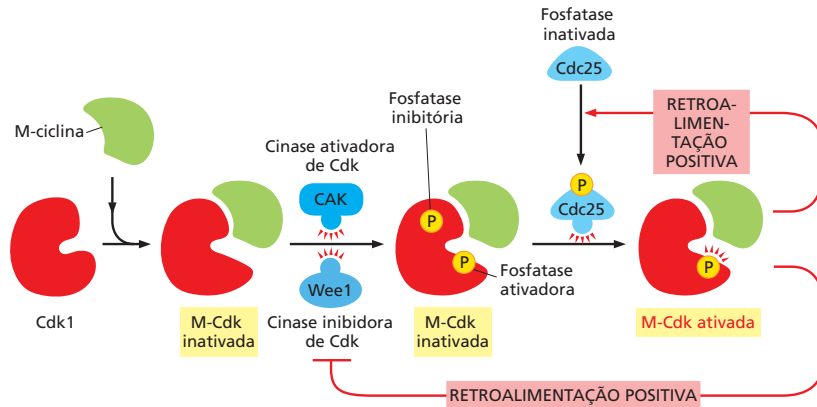 Fosfatase
inativada
Cdc25
M-ciclina
Fosfatase
inibitória
RETROA-
LIMEN-
TAÇÃO
POSITIVA
Cinase ativadora
de Cdk
CAK
P
Cdc25
P
P
P
Wee1
Fosfatase
ativadora
Cdk1
M-Cdk
inativada
Cinase inibidora
de Cdk
M-Cdk
inativada
M-Cdk ativada
RETROALIMENTAÇÃO POSITIVA